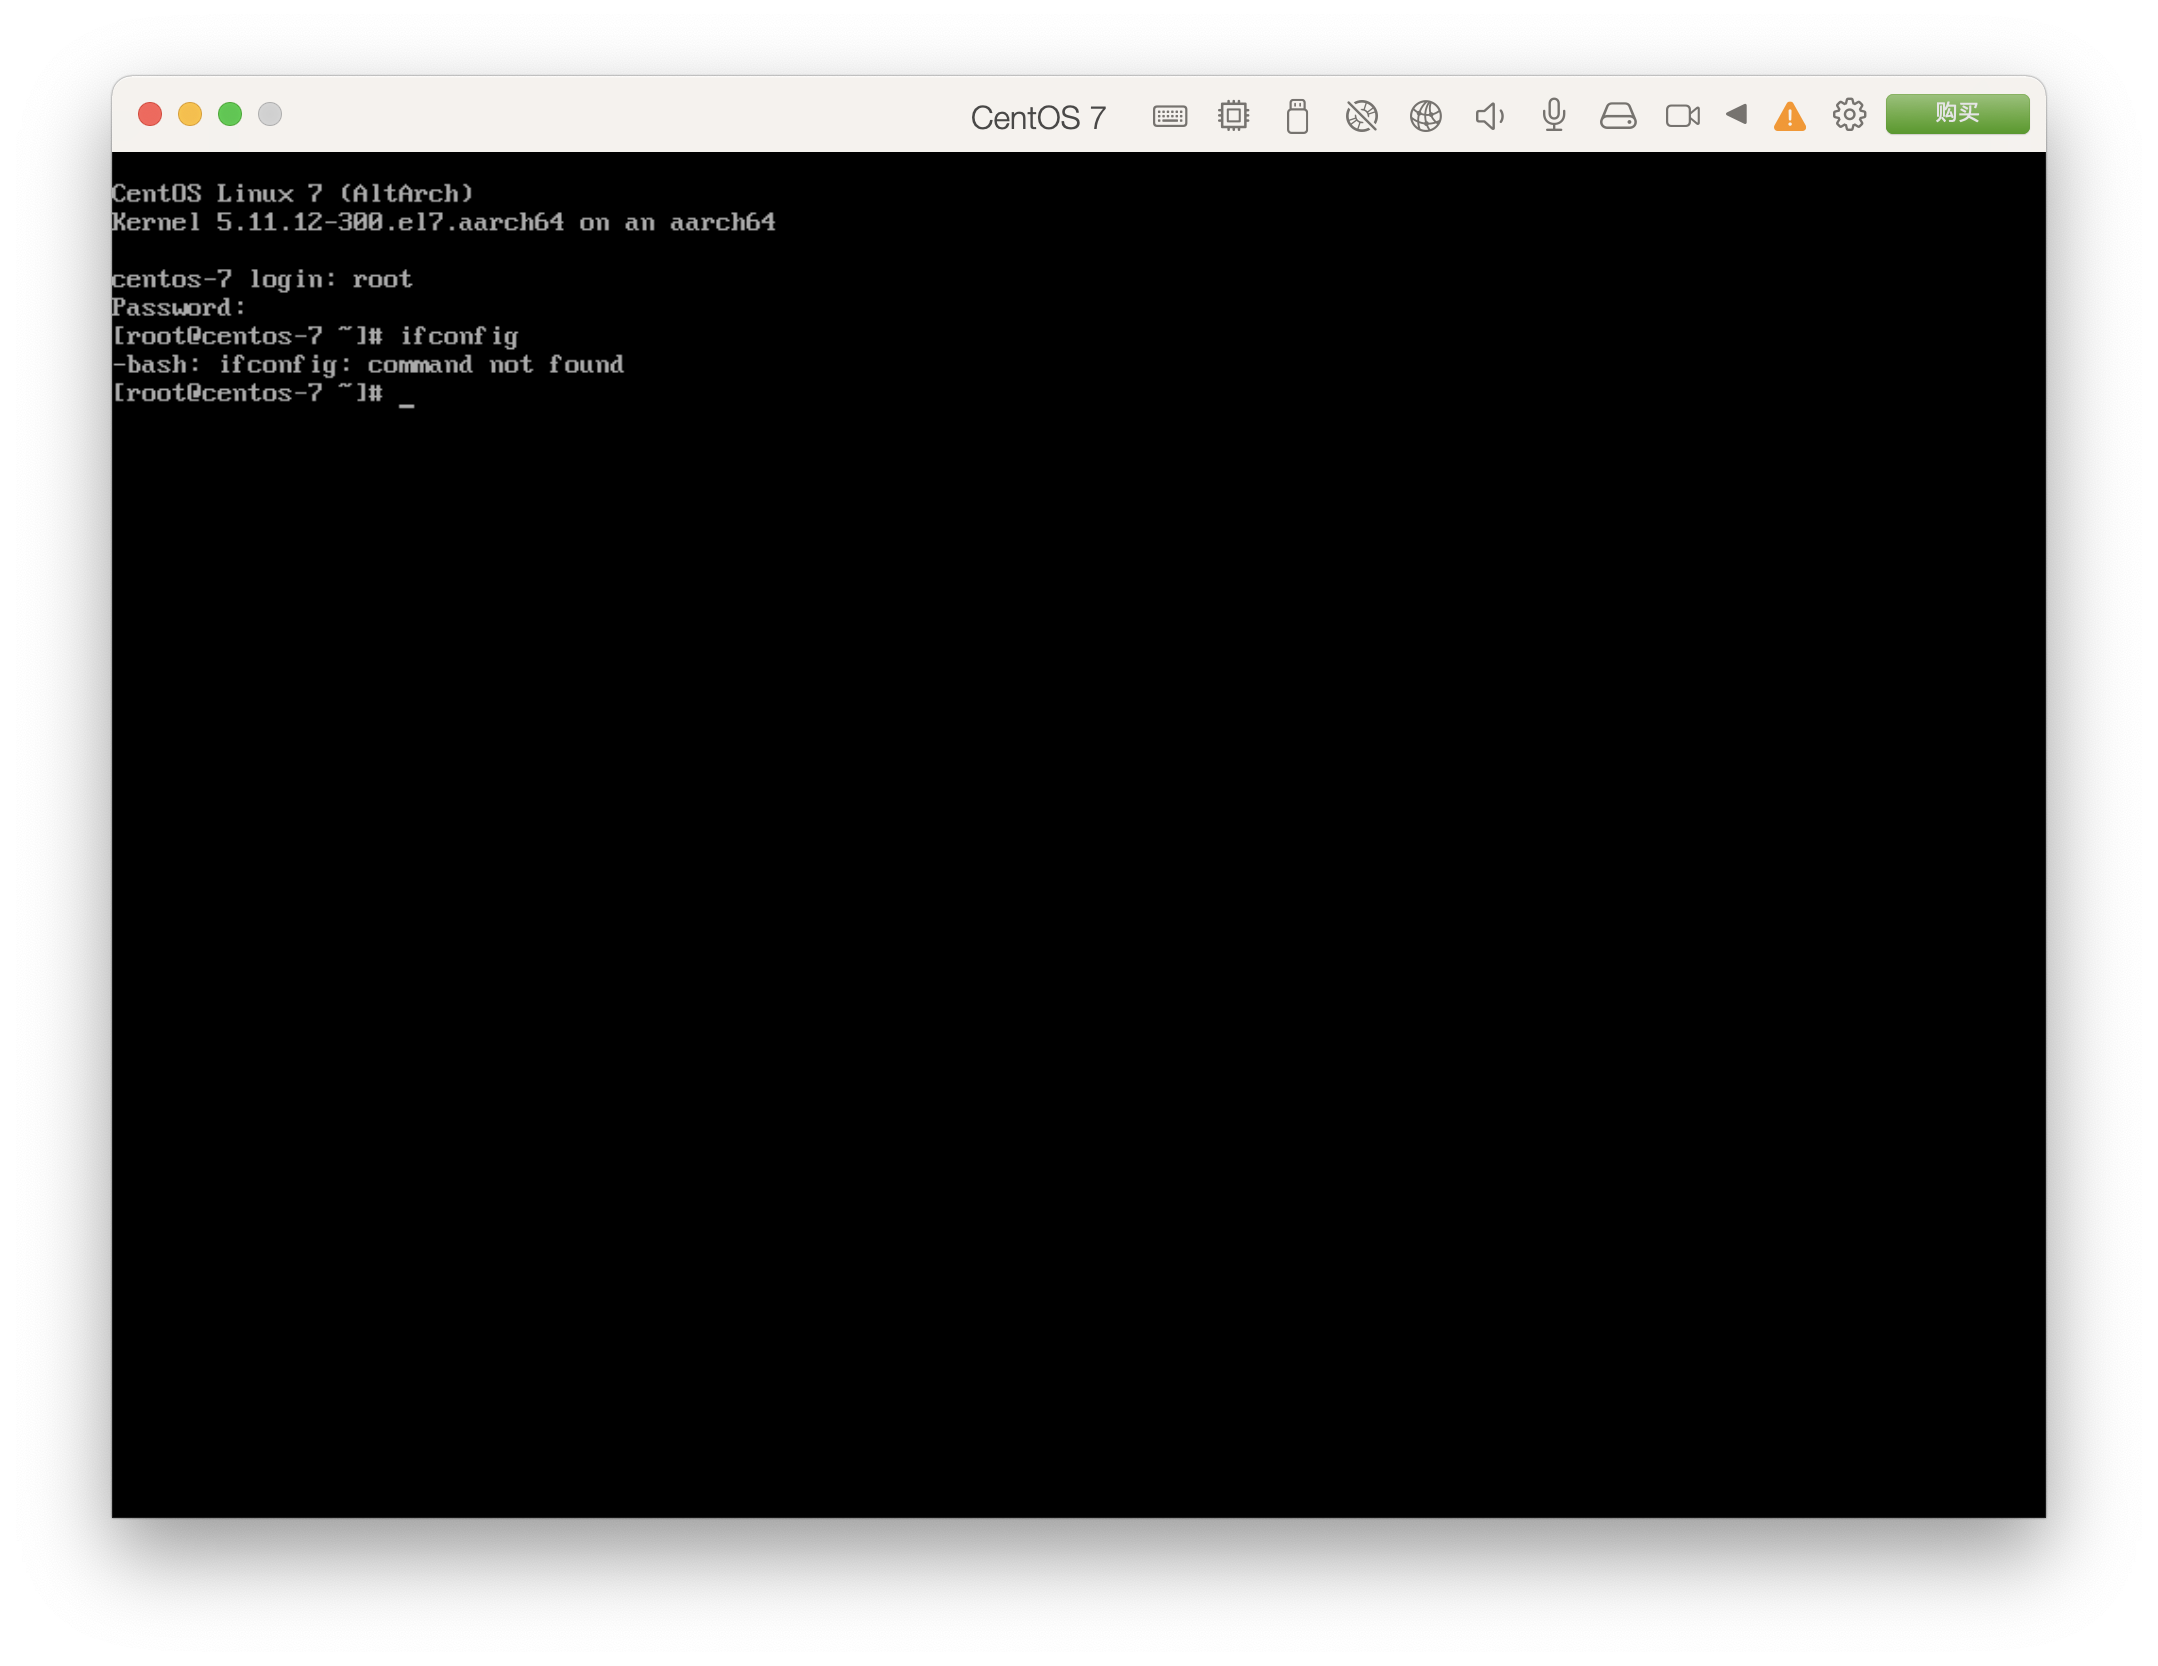 CentOS 7
购买
CentOS Linux 7 (AltArch)
Kernel 5.11.12-300.el7.aarch64 on an aarch64
centos-7 login: root
Password:
[root@centos-7 ~]# ifconfig
-bash: ifconfig: command not found
[root@centos-7 ~]# _